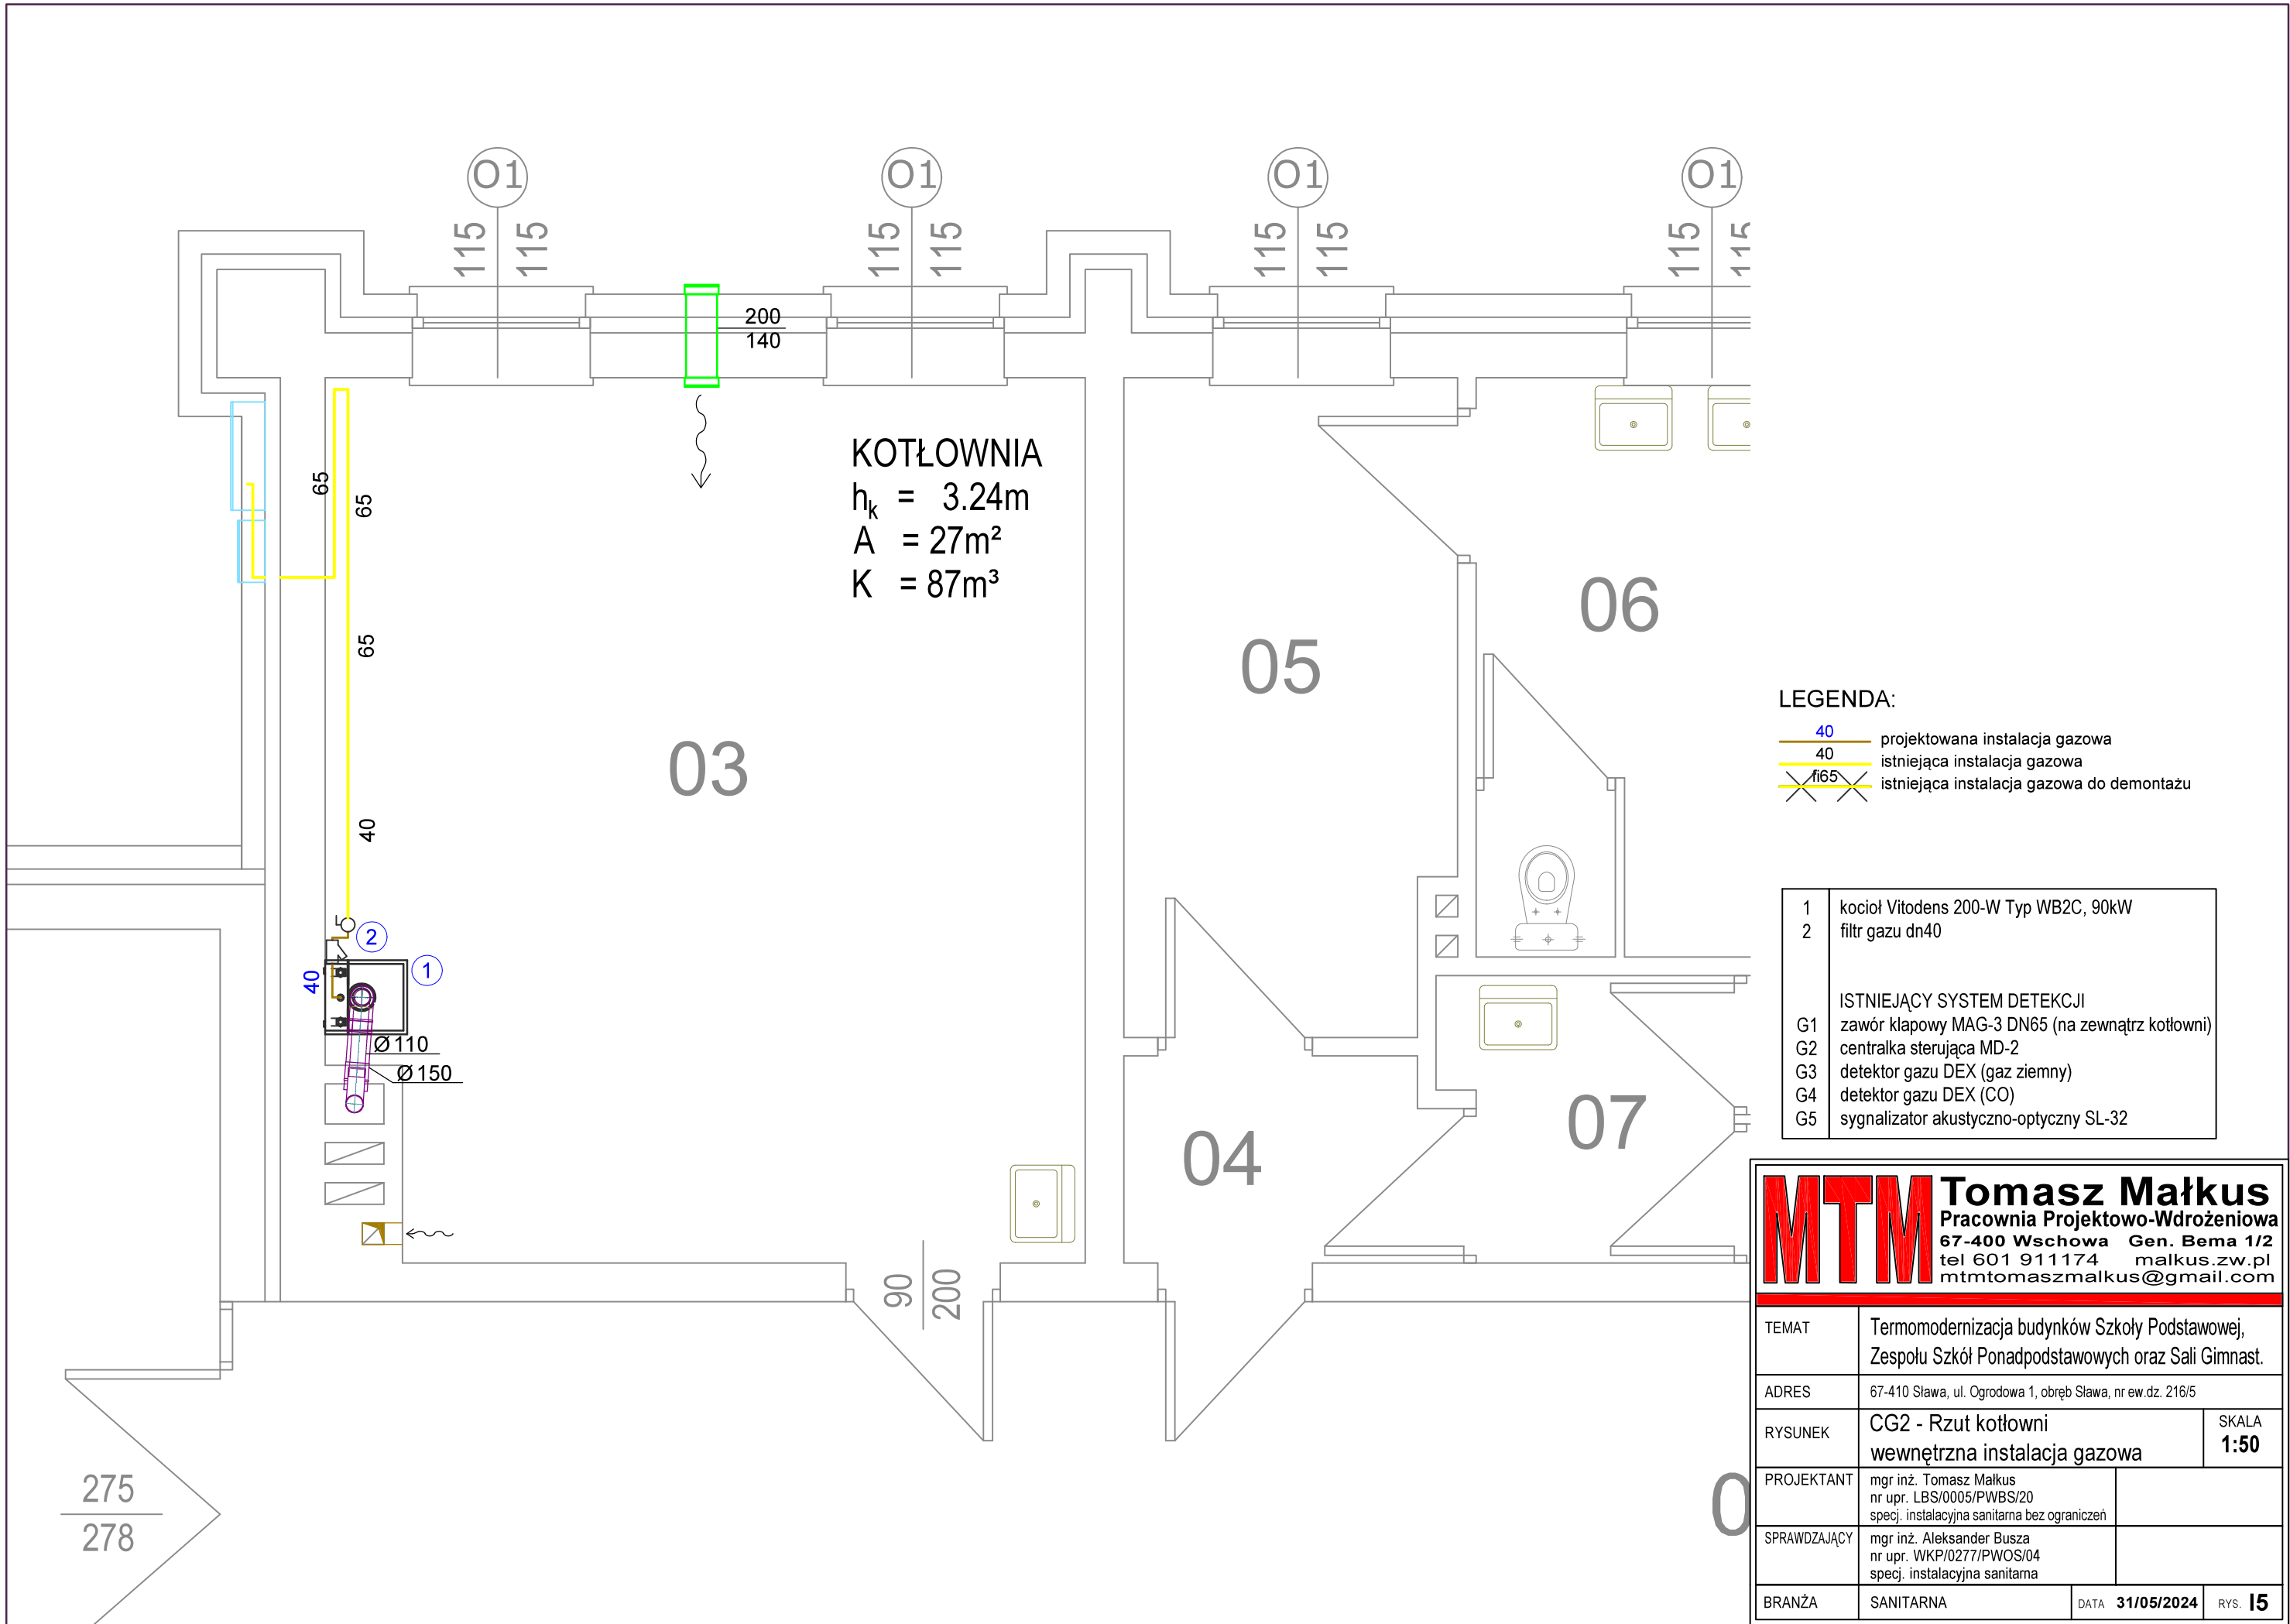 O1
O1
O1
O1
115
115
115
115
115
115
115
115
200
140
KOTŁOWNIA
hk = 3.24m
A = 27m²
K = 87m³
65
65
65
40
03
05
06
04
07
0
2
1
40
Ø110
Ø150
90
200
275
278
LEGENDA:
40
projektowana instalacja gazowa
40
istniejąca instalacja gazowa
fi65
istniejąca instalacja gazowa do demontażu
1 kocioł Vitodens 200-W Typ WB2C, 90kW
2 filtr gazu dn40
ISTNIEJĄCY SYSTEM DETEKCJI
G1 zawór klapowy MAG-3 DN65 (na zewnątrz kotłowni)
G2 centralka sterująca MD-2
G3 detektor gazu DEX (gaz ziemny)
G4 detektor gazu DEX (CO)
G5 sygnalizator akustyczno-optyczny SL-32
MTM
Tomasz Małkus
Pracownia Projektowo-Wdrożeniowa
67-400 Wschowa Gen. Bema 1/2
tel 601 911174 malkus.zw.pl
mtmtomaszmalkus@gmail.com
TEMAT Termomodernizacja budynków Szkoły Podstawowej,
Zespołu Szkół Ponadpodstawowych oraz Sali Gimnast.
ADRES 67-410 Sława, ul. Ogrodowa 1, obręb Sława, nr ew.dz. 216/5
RYSUNEK CG2 - Rzut kotłowni
wewnętrzna instalacja gazowa
SKALA
1:50
PROJEKTANT mgr inż. Tomasz Małkus
nr upr. LBS/0005/PWBS/20
specj. instalacyjna sanitarna bez ograniczeń
SPRAWDZAJĄCY mgr inż. Aleksander Busza
nr upr. WKP/0277/PWOS/04
specj. instalacyjna sanitarna
BRANŻA SANITARNA DATA 31/05/2024 RYS. I5